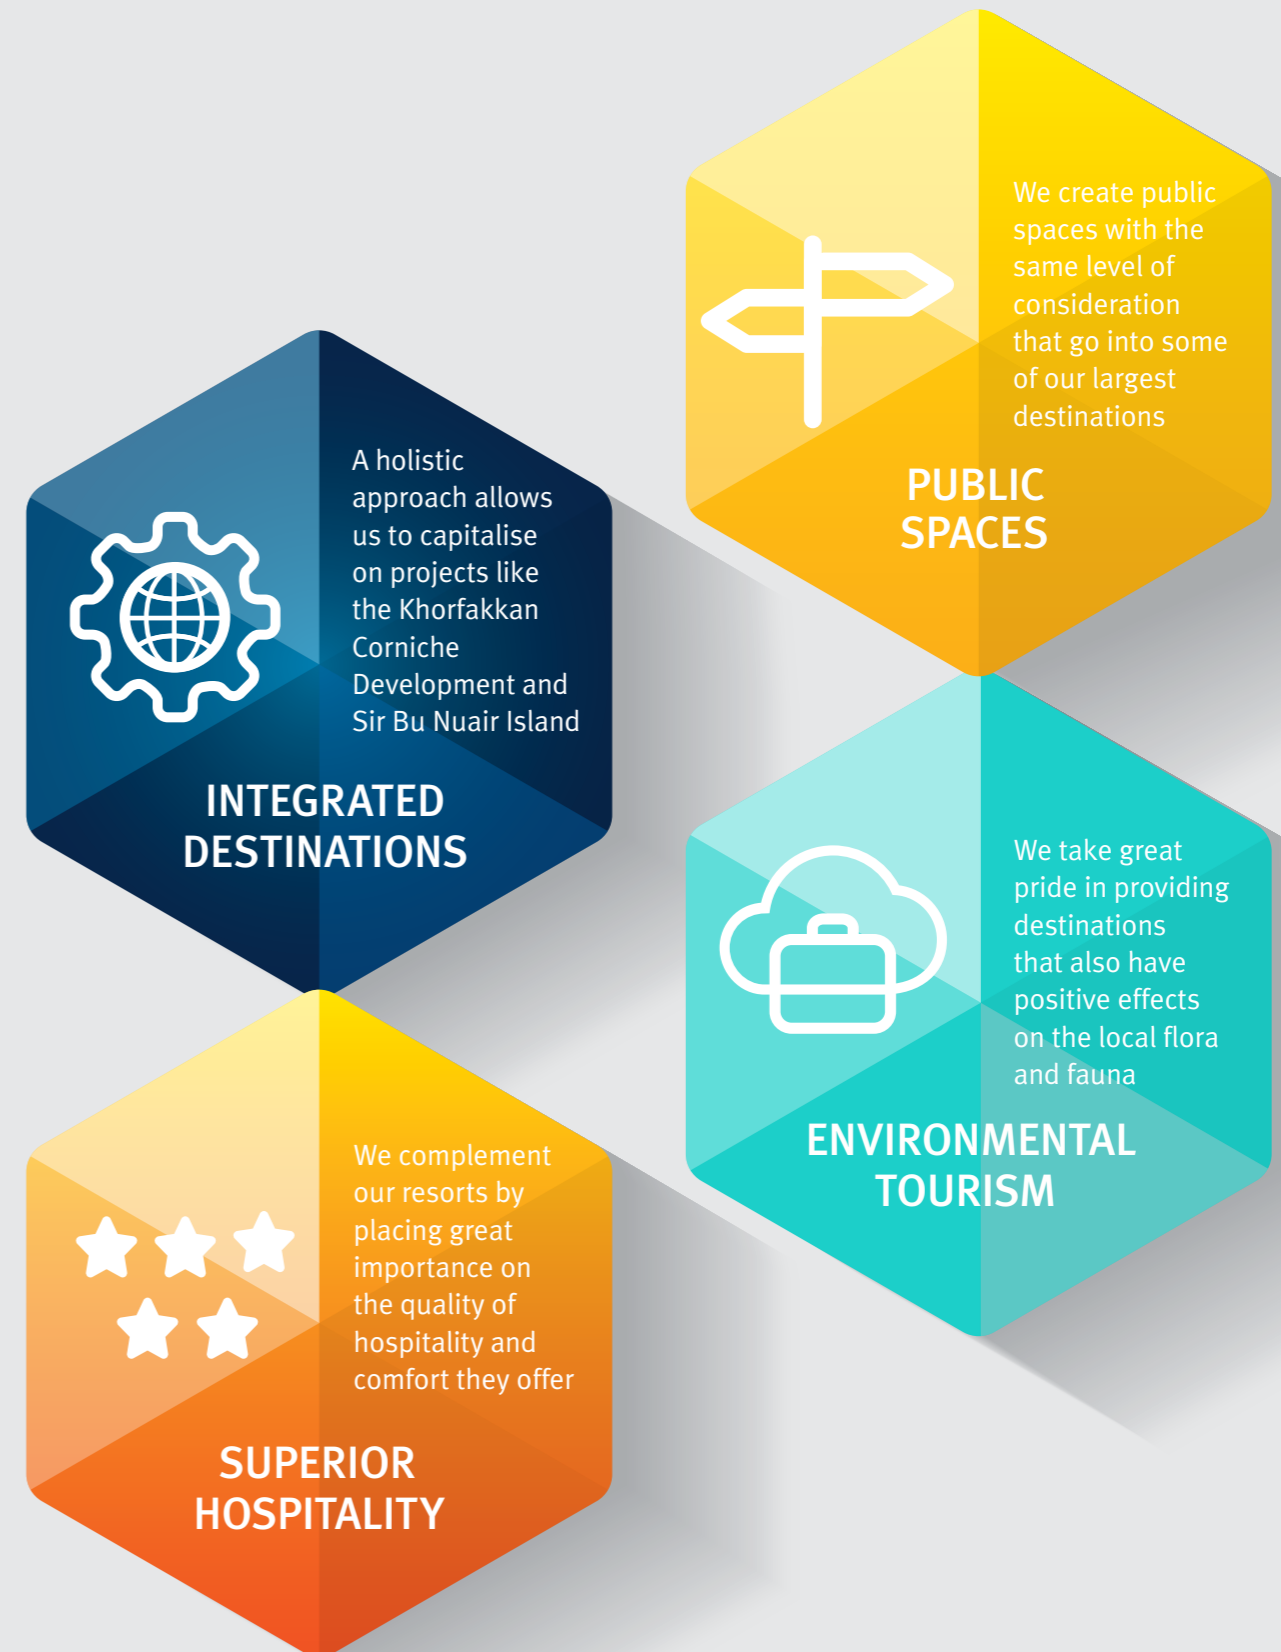 We create public
spaces with the
same level of
consideration
that go into some
of our largest
destinations
PUBLIC
SPACES
A holistic
approach allows
us to capitalise
on projects like
the Khorfakkan
Corniche
Development and
Sir Bu Nuair Island
INTEGRATED
DESTINATIONS
We take great
pride in providing
destinations
that also have
positive effects
on the local flora
and fauna
ENVIRONMENTAL
TOURISM
We complement
our resorts by
placing great
importance on
the quality of
hospitality and
comfort they offer
SUPERIOR
HOSPITALITY